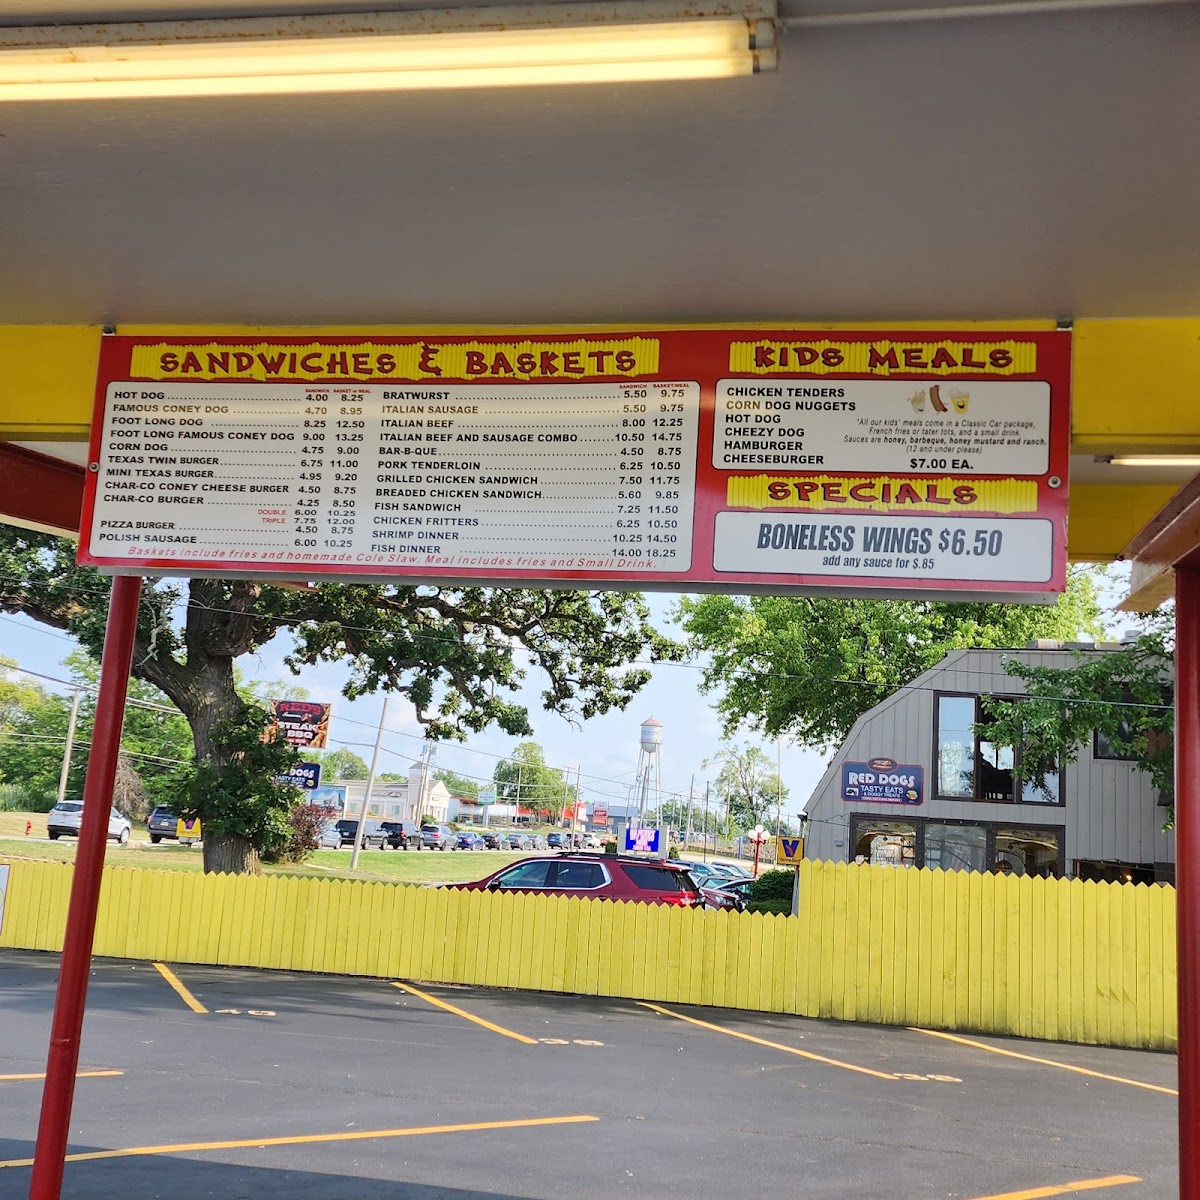 SANDWICHES & BASKETS
SANDWICH BASKET or MEAL
HOT DOG 4.00 8.25
FAMOUS CONEY DOG 4.70 8.95
FOOT LONG DOG 8.25 12.50
FOOT LONG FAMOUS CONEY DOG 9.00 13.25
CORN DOG 4.75 9.00
TEXAS TWIN BURGER 6.75 11.00
MINI TEXAS BURGER 4.95 9.20
CHAR-CO CONEY CHEESE BURGER 4.50 8.75
CHAR-CO BURGER 4.25 8.50
DOUBLE 6.00 10.25
TRIPLE 7.75 12.00
PIZZA BURGER 4.50 8.75
POLISH SAUSAGE 6.00 10.25
SANDWICH BASKET/MEAL
BRATWURST 5.50 9.75
ITALIAN SAUSAGE 5.50 9.75
ITALIAN BEEF 8.00 12.25
ITALIAN BEEF AND SAUSAGE COMBO 10.50 14.75
BAR-B-QUE 4.50 8.75
PORK TENDERLOIN 6.25 10.50
GRILLED CHICKEN SANDWICH 7.50 11.75
BREADED CHICKEN SANDWICH 5.60 9.85
FISH SANDWICH 7.25 11.50
CHICKEN FRITTERS 6.25 10.50
SHRIMP DINNER 10.25 14.50
FISH DINNER 14.00 18.25
Baskets include fries and homemade Cole Slaw. Meal includes fries and Small Drink.
KIDS MEALS
CHICKEN TENDERS
CORN DOG NUGGETS
HOT DOG
CHEEZY DOG
HAMBURGER
CHEESEBURGER
"All our kids' meals come in a Classic Car package,
French fries or tater tots, and a small drink.
Sauces are honey, barbeque, honey mustard and ranch.
(12 and under please)
$7.00 EA.
SPECIALS
BONELESS WINGS $6.50
add any sauce for $.85
RED'S
STEAK
BBQ
DOGS
TASTY EATS
RED DOGS
TASTY EATS
& DOGGY TREATS
V
V
46
39
36